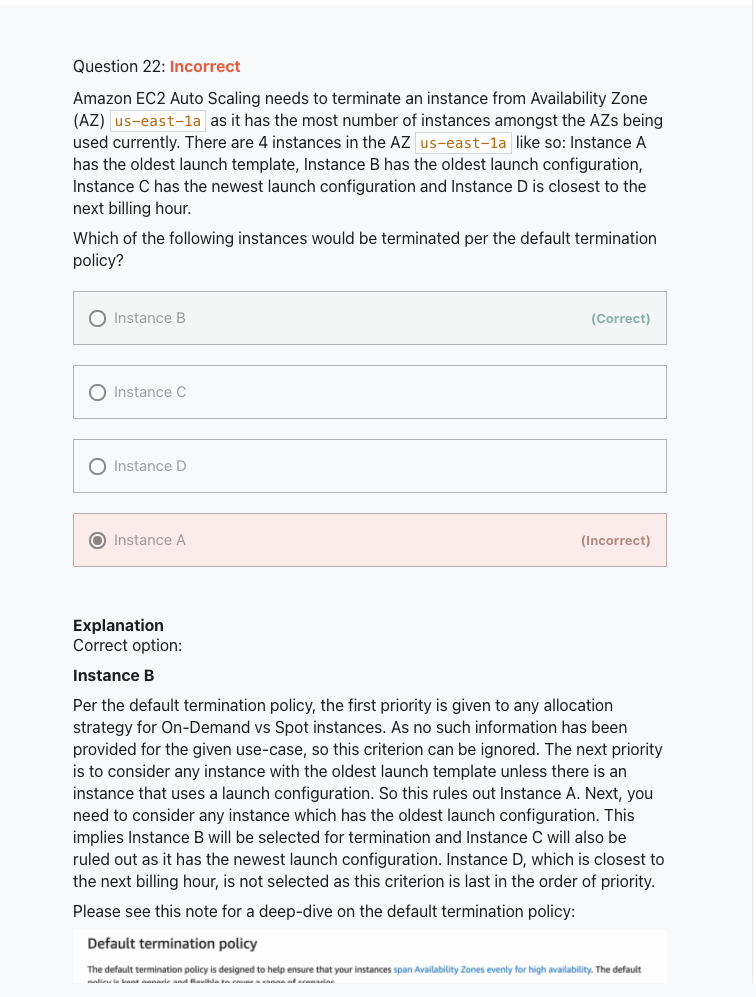 Question 22: Incorrect
Amazon EC2 Auto Scaling needs to terminate an instance from Availability Zone
(AZ) us-east-1a as it has the most number of instances amongst the AZs being
used currently. There are 4 instances in the AZ us-east-1a like so: Instance A
has the oldest launch template, Instance B has the oldest launch configuration,
Instance C has the newest launch configuration and Instance D is closest to the
next billing hour.
Which of the following instances would be terminated per the default termination
policy?
Instance B (Correct)
Instance C
Instance D
Instance A (Incorrect)
Explanation
Correct option:
Instance B
Per the default termination policy, the first priority is given to any allocation
strategy for On-Demand vs Spot instances. As no such information has been
provided for the given use-case, so this criterion can be ignored. The next priority
is to consider any instance with the oldest launch template unless there is an
instance that uses a launch configuration. So this rules out Instance A. Next, you
need to consider any instance which has the oldest launch configuration. This
implies Instance B will be selected for termination and Instance C will also be
ruled out as it has the newest launch configuration. Instance D, which is closest to
the next billing hour, is not selected as this criterion is last in the order of priority.
Please see this note for a deep-dive on the default termination policy:
Default termination policy
The default termination policy is designed to help ensure that your instances span Availability Zones evenly for high availability. The default
policy is kept generic and flexible to cover a range of scenarios.